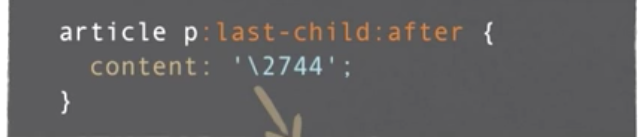 article p:last-child:after {
content: '\2744';
}